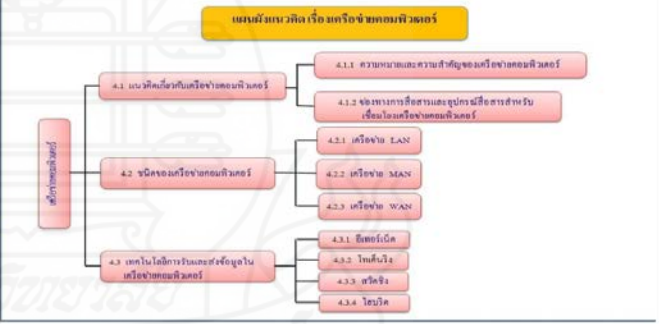 แผนผังแนวคิด เรื่องเครือข่ายคอมพิวเตอร์
4.1.1 ความหมายและความสำคัญของเครือข่ายคอมพิวเตอร์
4.1 แนวคิดเกี่ยวกับเครือข่ายคอมพิวเตอร์
4.1.2 ช่องทางการสื่อสารและอุปกรณ์สื่อสารสำหรับ
เชื่อมโยงเครือข่ายคอมพิวเตอร์
เครือข่ายคอมพิวเตอร์
4.2.1 เครือข่าย LAN
4.2 ชนิดของเครือข่ายคอมพิวเตอร์
4.2.2 เครือข่าย MAN
4.2.3 เครือข่าย WAN
4.3 เทคโนโลยีการรับและส่งข้อมูลใน
เครือข่ายคอมพิวเตอร์
4.3.1 อีเทอร์เน็ต
4.3.2 โทเค็นริง
4.3.3 สวิตชิง
4.3.4 ไฮบริด
วิทยาลัย